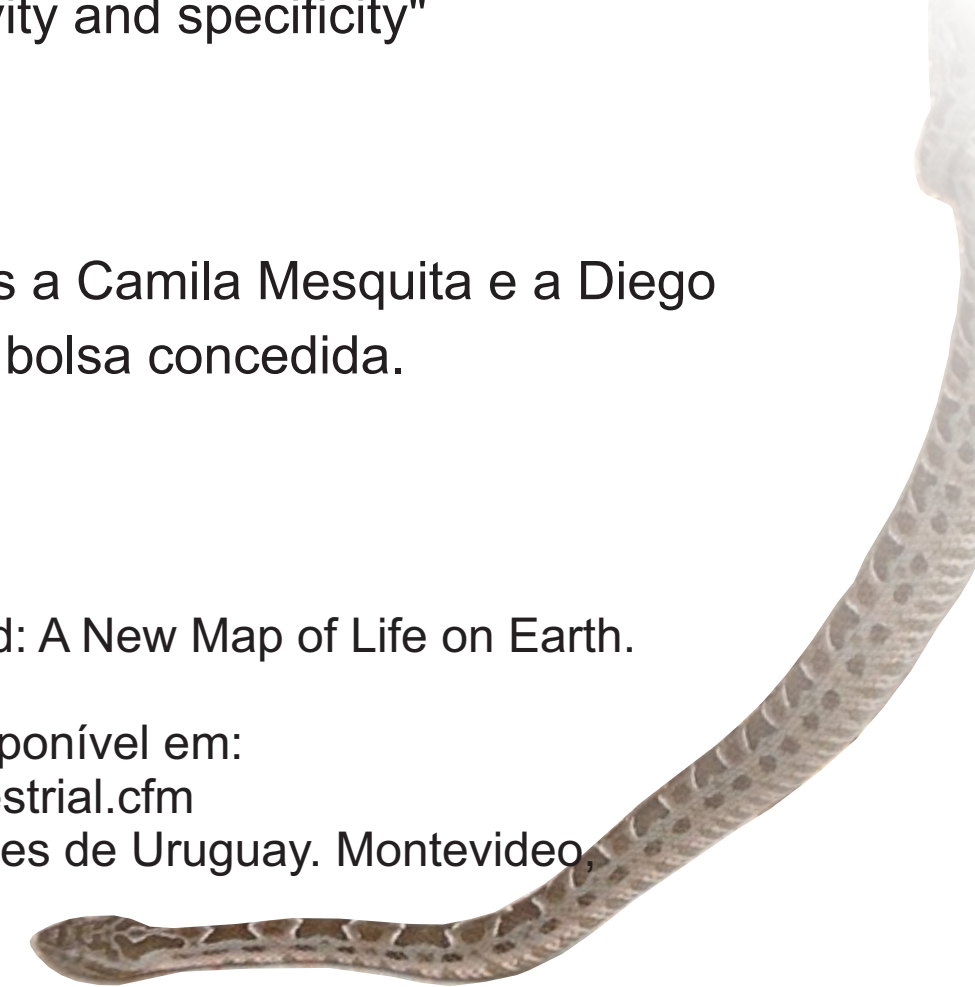 vity and specificity"
s a Camila Mesquita e a Diego
bolsa concedida.
d: A New Map of Life on Earth.
ponível em:
estrial.cfm
es de Uruguay. Montevideo,